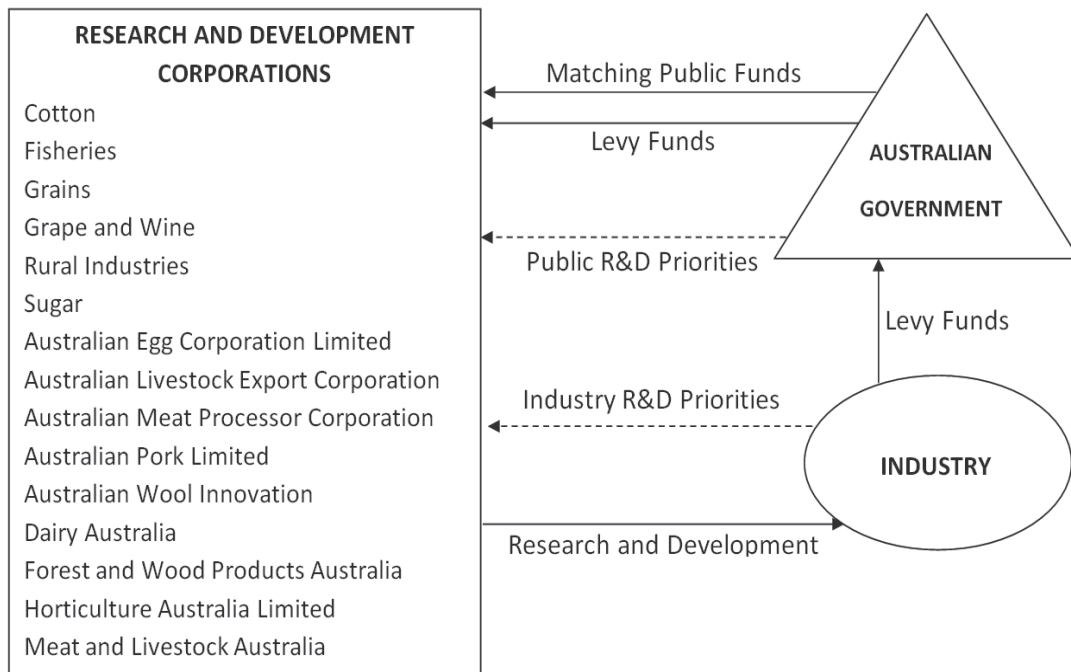 RESEARCH AND DEVELOPMENT
CORPORATIONS
Cotton
Fisheries
Grains
Grape and Wine
Rural Industries
Sugar
Australian Egg Corporation Limited
Australian Livestock Export Corporation
Australian Meat Processor Corporation
Australian Pork Limited
Australian Wool Innovation
Dairy Australia
Forest and Wood Products Australia
Horticulture Australia Limited
Meat and Livestock Australia
Matching Public Funds
Levy Funds
Public R&D Priorities
AUSTRALIAN
GOVERNMENT
Levy Funds
Industry R&D Priorities
INDUSTRY
Research and Development